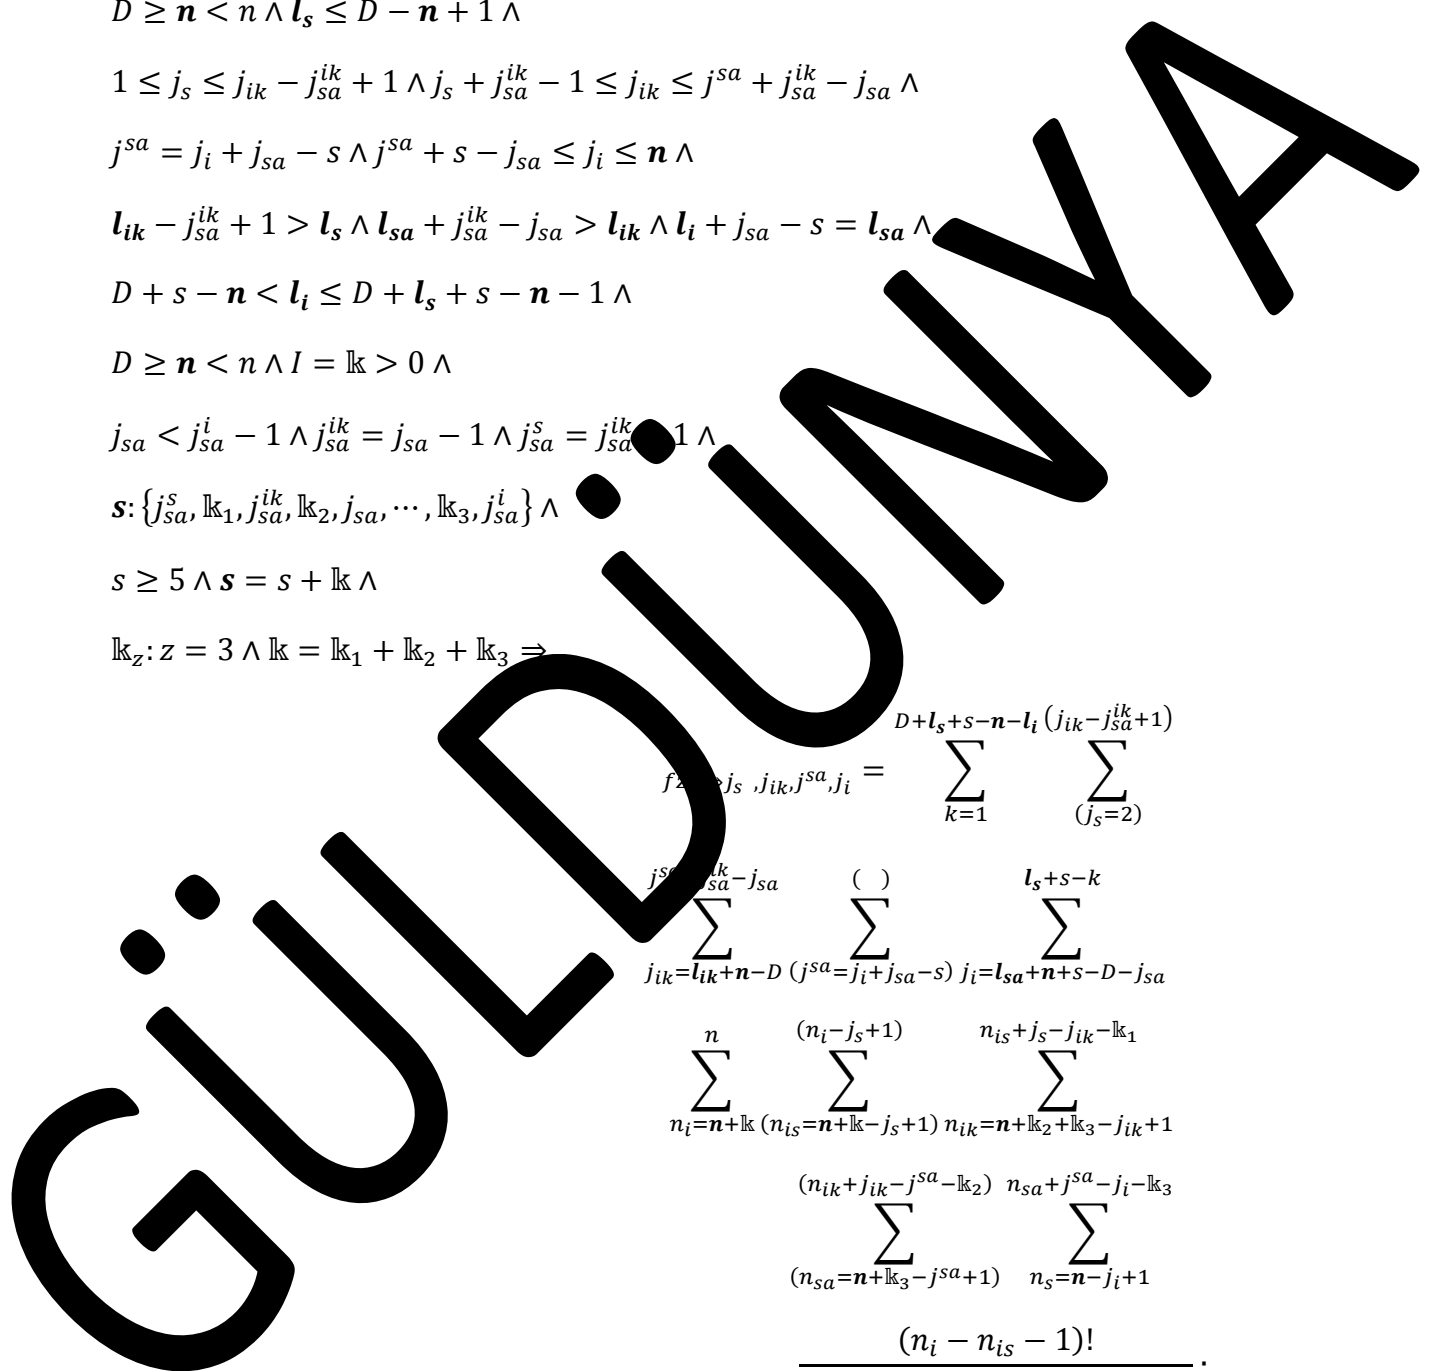 D ≥ n < n ∧ l_s ≤ D − n + 1 ∧
1 ≤ j_s ≤ j_{ik} − j_{sa}^{ik} + 1 ∧ j_s + j_{sa}^{ik} − 1 ≤ j_{ik} ≤ j^{sa} + j_{sa}^{ik} − j_{sa} ∧
j^{sa} = j_i + j_{sa} − s ∧ j^{sa} + s − j_{sa} ≤ j_i ≤ n ∧
l_{ik} − j_{sa}^{ik} + 1 > l_s ∧ l_{sa} + j_{sa}^{ik} − j_{sa} > l_{ik} ∧ l_i + j_{sa} − s = l_{sa} ∧
D + s − n < l_i ≤ D + l_s + s − n − 1 ∧
D ≥ n < n ∧ I = 𝕜 > 0 ∧
j_{sa} < j_{sa}^i − 1 ∧ j_{sa}^{ik} = j_{sa} − 1 ∧ j_{sa}^s = j_{sa}^{ik} 1 ∧
s: {j_{sa}^s, 𝕜_1, j_{sa}^{ik}, 𝕜_2, j_{sa}, ⋯ , 𝕜_3, j_{sa}^i} ∧
s ≥ 5 ∧ s = s + 𝕜 ∧
𝕜_z: z = 3 ∧ 𝕜 = 𝕜_1 + 𝕜_2 + 𝕜_3 ⇒
j_s ,j_{ik},j^{sa},j_i = ∑_{k=1}^{D+l_s+s−n−l_i} ∑_{(j_s=2)}^{(j_{ik}−j_{sa}^{ik}+1)}
∑_{j_{ik}=l_{ik}+n−D}^{−j_{sa}} ∑_{(j^{sa}=j_i+j_{sa}−s)}^{( )} ∑_{j_i=l_{sa}+n+s−D−j_{sa}}^{l_s+s−k}
∑_{n_i=n+𝕜}^{n} ∑_{(n_{is}=n+𝕜−j_s+1)}^{(n_i−j_s+1)} ∑_{n_{ik}=n+𝕜_2+𝕜_3−j_{ik}+1}^{n_{is}+j_s−j_{ik}−𝕜_1}
∑_{(n_{sa}=n+𝕜_3−j^{sa}+1)}^{(n_{ik}+j_{ik}−j^{sa}−𝕜_2)} ∑_{n_s=n−j_i+1}^{n_{sa}+j^{sa}−j_i−𝕜_3}
(n_i − n_{is} − 1)! .
GÜLDÜNYA